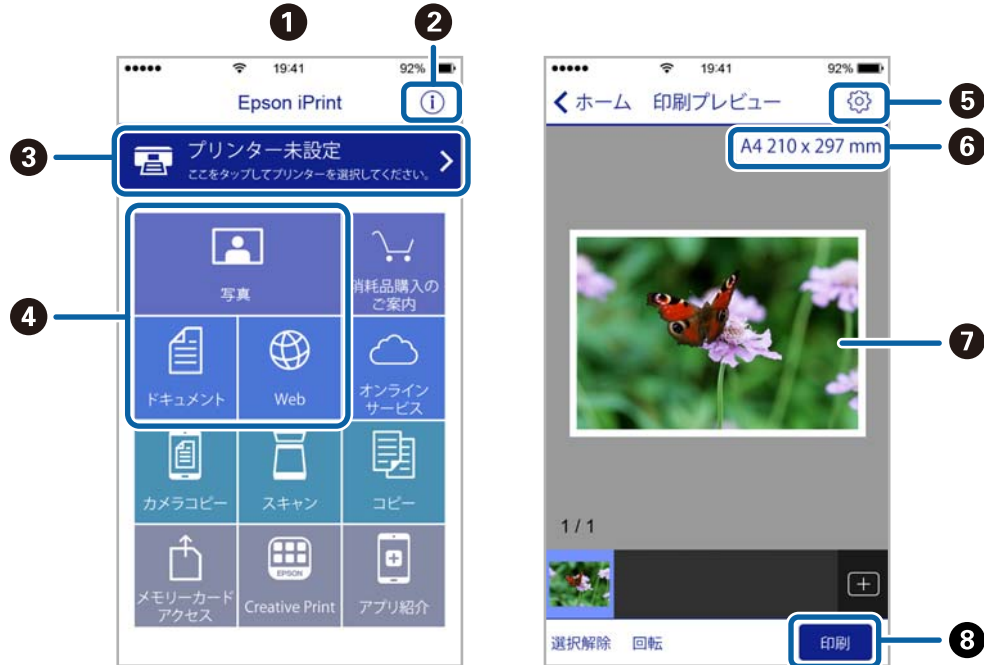 1
2
19:41
92%
Epson iPrint
3
プリンター未設定
ここをタップしてプリンターを選択してください。
4
写真
消耗品購入の
ご案内
ドキュメント
Web
オンライン
サービス
カメラコピー
スキャン
コピー
メモリーカード
アクセス
EPSON
Creative Print
アプリ紹介
19:41
92%
ホーム
印刷プレビュー
5
A4 210 x 297 mm
6
7
1 / 1
選択解除
回転
印刷
8